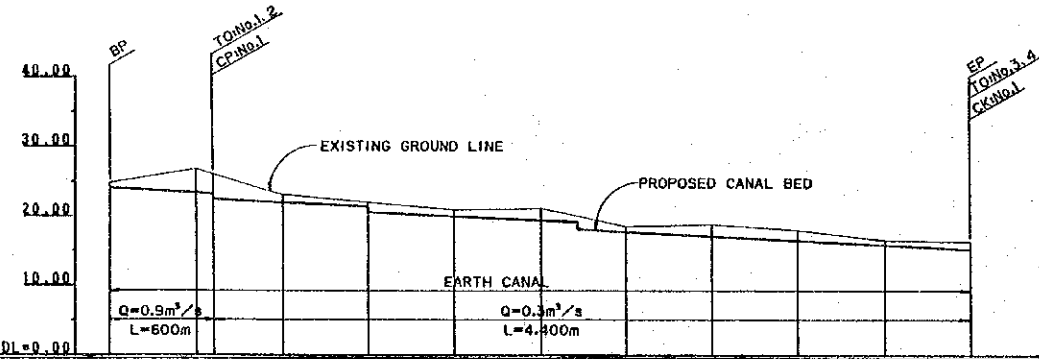 BP
TO:No.1.2
CP:No.1
EP
TO:No.3.4
CK:No.1
40.00
30.00
20.00
10.00
DL=0.00
EXISTING GROUND LINE
PROPOSED CANAL BED
EARTH CANAL
Q=0.9m³/s
L=600m
Q=0.3m³/s
L=4.400m